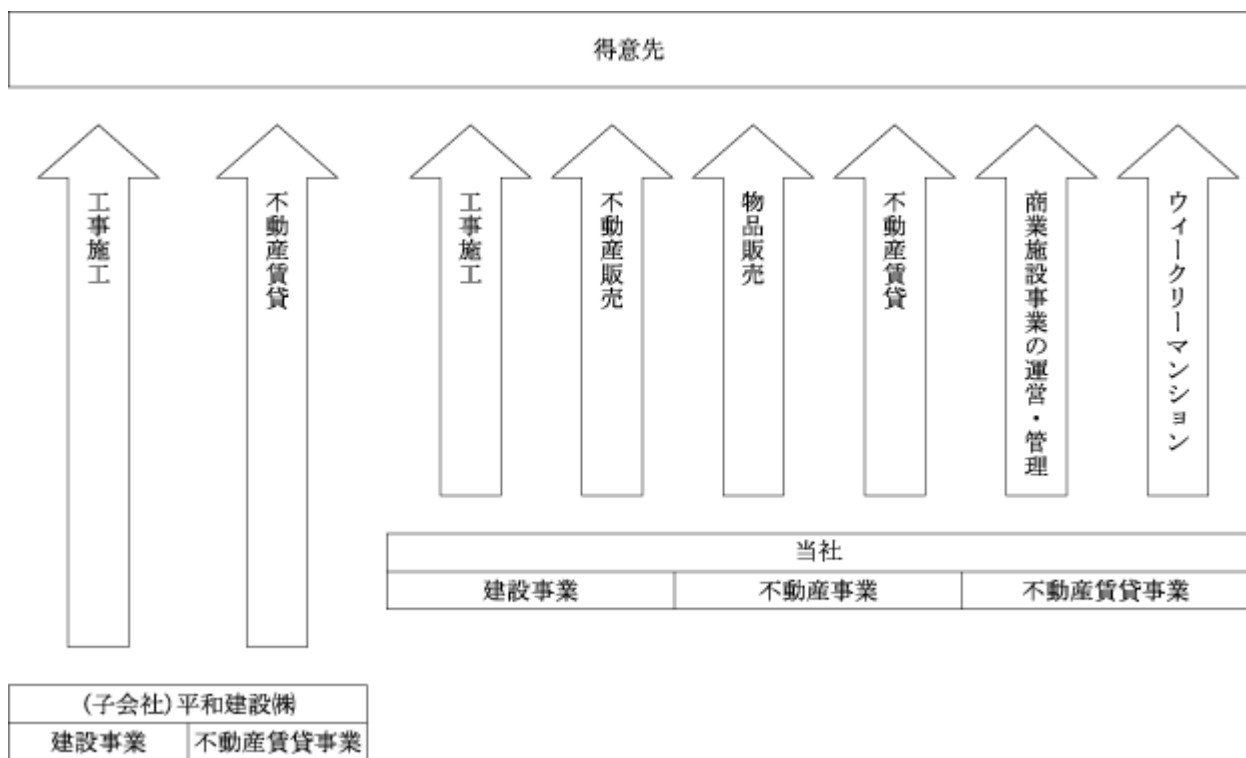 得意先
工事施工
不動産賃貸
工事施工
不動産販売
物品販売
不動産賃貸
商業施設事業の運営・管理
ウィークリーマンション
当社
建設事業
不動産事業
不動産賃貸事業
(子会社)平和建設㈱
建設事業
不動産賃貸事業